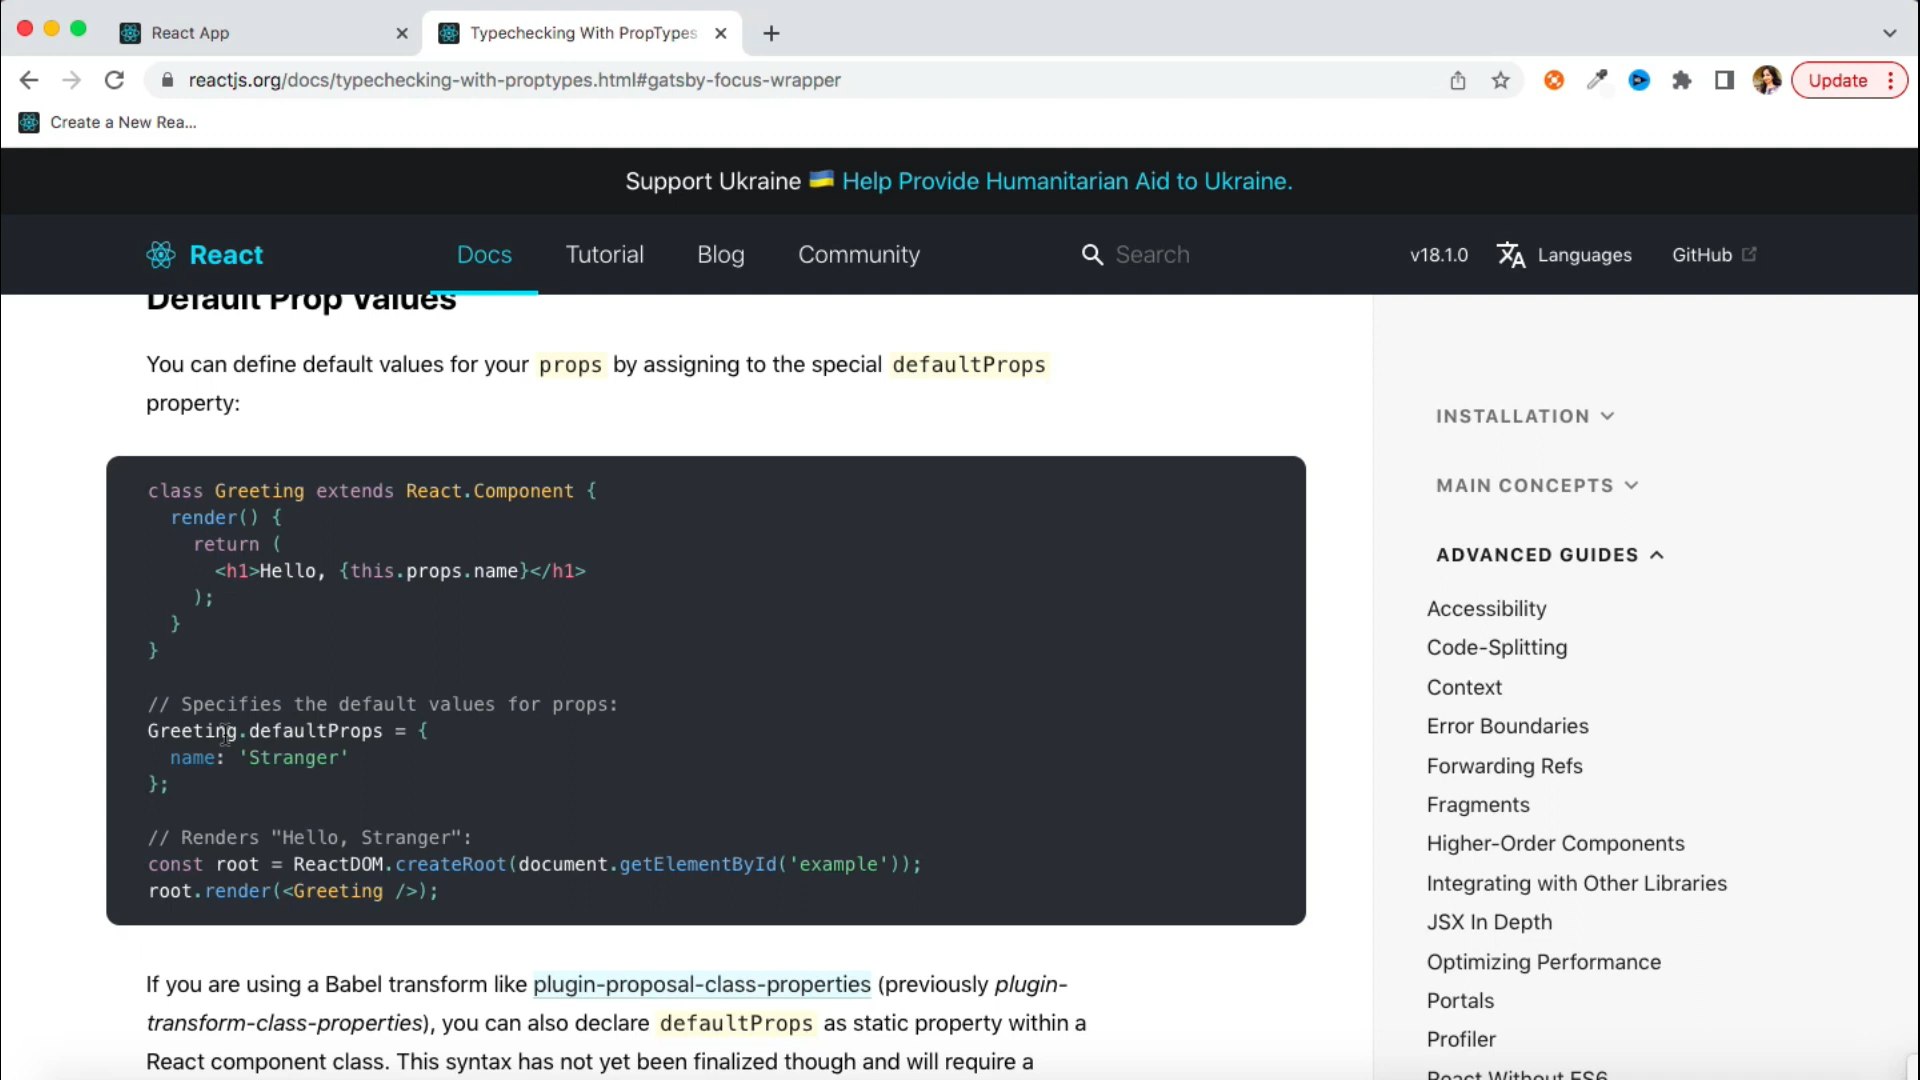 React App
Typechecking With PropTypes
reactjs.org/docs/typechecking-with-proptypes.html#gatsby-focus-wrapper
Update
Create a New Rea...
Support Ukraine 🇺🇦 Help Provide Humanitarian Aid to Ukraine.
React
Docs
Tutorial
Blog
Community
Search
v18.1.0
Languages
GitHub
Default Prop Values
You can define default values for your props by assigning to the special defaultProps
property:
class Greeting extends React.Component {
  render() {
    return (
      <h1>Hello, {this.props.name}</h1>
    );
  }
}
// Specifies the default values for props:
Greeting.defaultProps = {
  name: 'Stranger'
};
// Renders "Hello, Stranger":
const root = ReactDOM.createRoot(document.getElementById('example'));
root.render(<Greeting />);
If you are using a Babel transform like plugin-proposal-class-properties (previously plugin-
transform-class-properties), you can also declare defaultProps as static property within a
React component class. This syntax has not yet been finalized though and will require a
INSTALLATION
MAIN CONCEPTS
ADVANCED GUIDES
Accessibility
Code-Splitting
Context
Error Boundaries
Forwarding Refs
Fragments
Higher-Order Components
Integrating with Other Libraries
JSX In Depth
Optimizing Performance
Portals
Profiler
React Without ES6